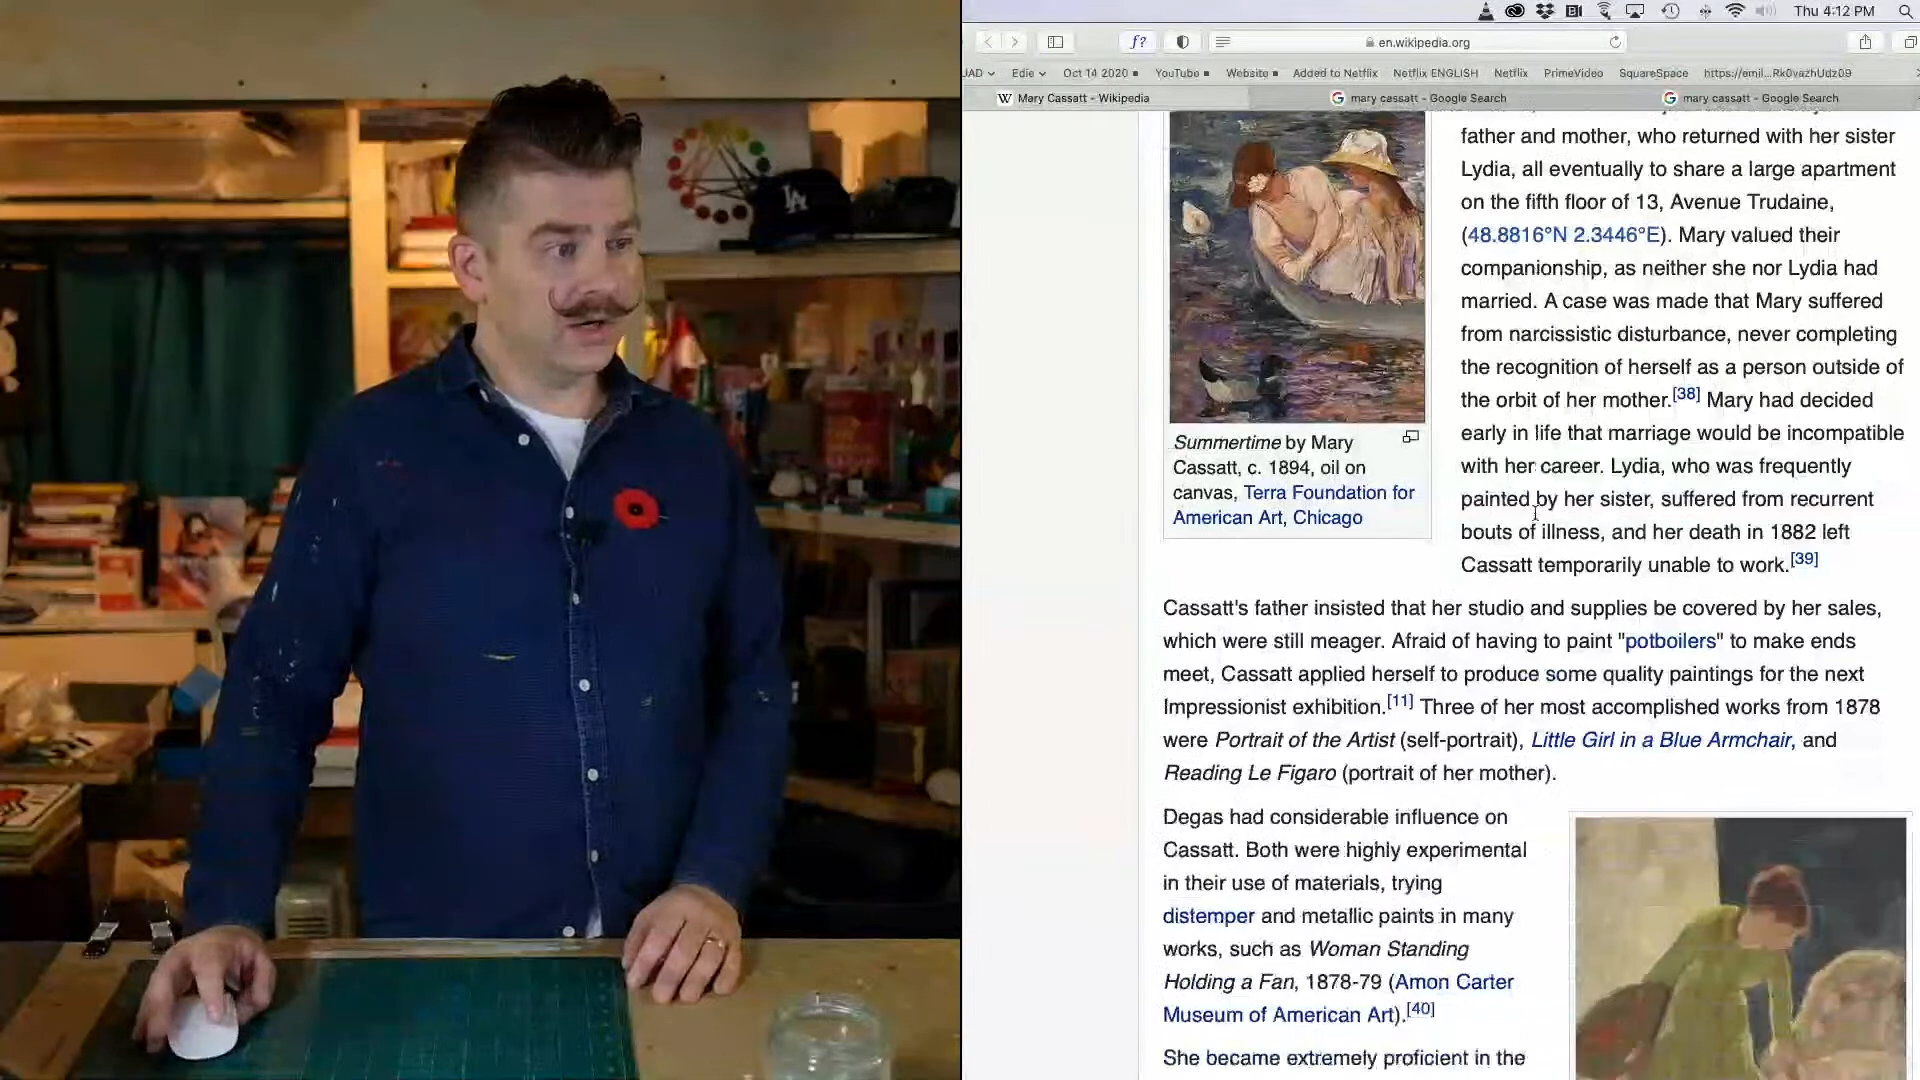 LA
Thu 4:12 PM
f?
en.wikipedia.org
JAD
Edie
Oct 14 2020
YouTube
Website
Added to Netflix
Netflix ENGLISH
Netflix
PrimeVideo
SquareSpace
https://emil...Rk0vazhUdz09
W Mary Cassatt - Wikipedia
G mary cassatt - Google Search
G mary cassatt - Google Search
father and mother, who returned with her sister
Lydia, all eventually to share a large apartment
on the fifth floor of 13, Avenue Trudaine,
(48.8816°N 2.3446°E). Mary valued their
companionship, as neither she nor Lydia had
married. A case was made that Mary suffered
from narcissistic disturbance, never completing
the recognition of herself as a person outside of
the orbit of her mother.[38] Mary had decided
early in life that marriage would be incompatible
with her career. Lydia, who was frequently
painted by her sister, suffered from recurrent
bouts of illness, and her death in 1882 left
Cassatt temporarily unable to work.[39]
Summertime by Mary
Cassatt, c. 1894, oil on
canvas, Terra Foundation for
American Art, Chicago
Cassatt's father insisted that her studio and supplies be covered by her sales,
which were still meager. Afraid of having to paint "potboilers" to make ends
meet, Cassatt applied herself to produce some quality paintings for the next
Impressionist exhibition.[11] Three of her most accomplished works from 1878
were Portrait of the Artist (self-portrait), Little Girl in a Blue Armchair, and
Reading Le Figaro (portrait of her mother).
Degas had considerable influence on
Cassatt. Both were highly experimental
in their use of materials, trying
distemper and metallic paints in many
works, such as Woman Standing
Holding a Fan, 1878-79 (Amon Carter
Museum of American Art).[40]
She became extremely proficient in the